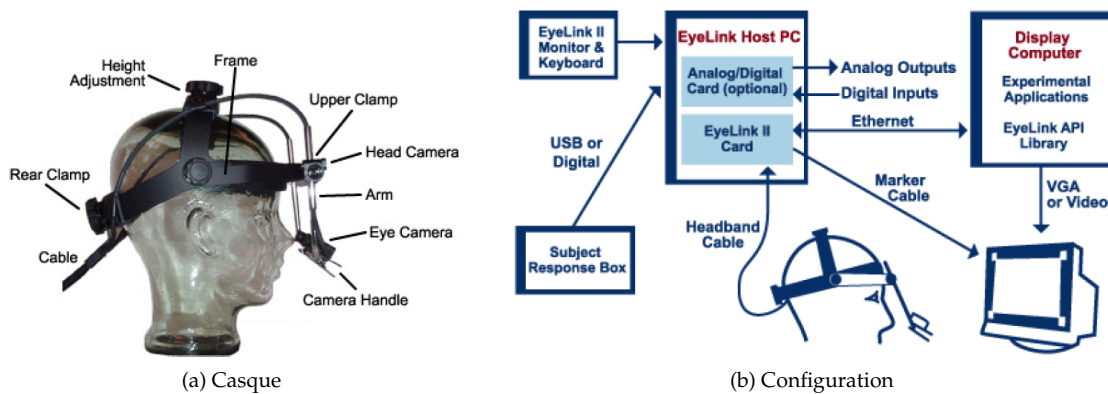 Height
Adjustment
Frame
Upper Clamp
Head Camera
Rear Clamp
Arm
Eye Camera
Cable
Camera Handle
(a) Casque
EyeLink II
Monitor &
Keyboard
EyeLink Host PC
Analog/Digital
Card (optional)
EyeLink II
Card
Analog Outputs
Digital Inputs
Ethernet
Display
Computer
Experimental
Applications
EyeLink API
Library
USB or
Digital
Subject
Response Box
Headband
Cable
Marker
Cable
VGA
or Video
(b) Configuration